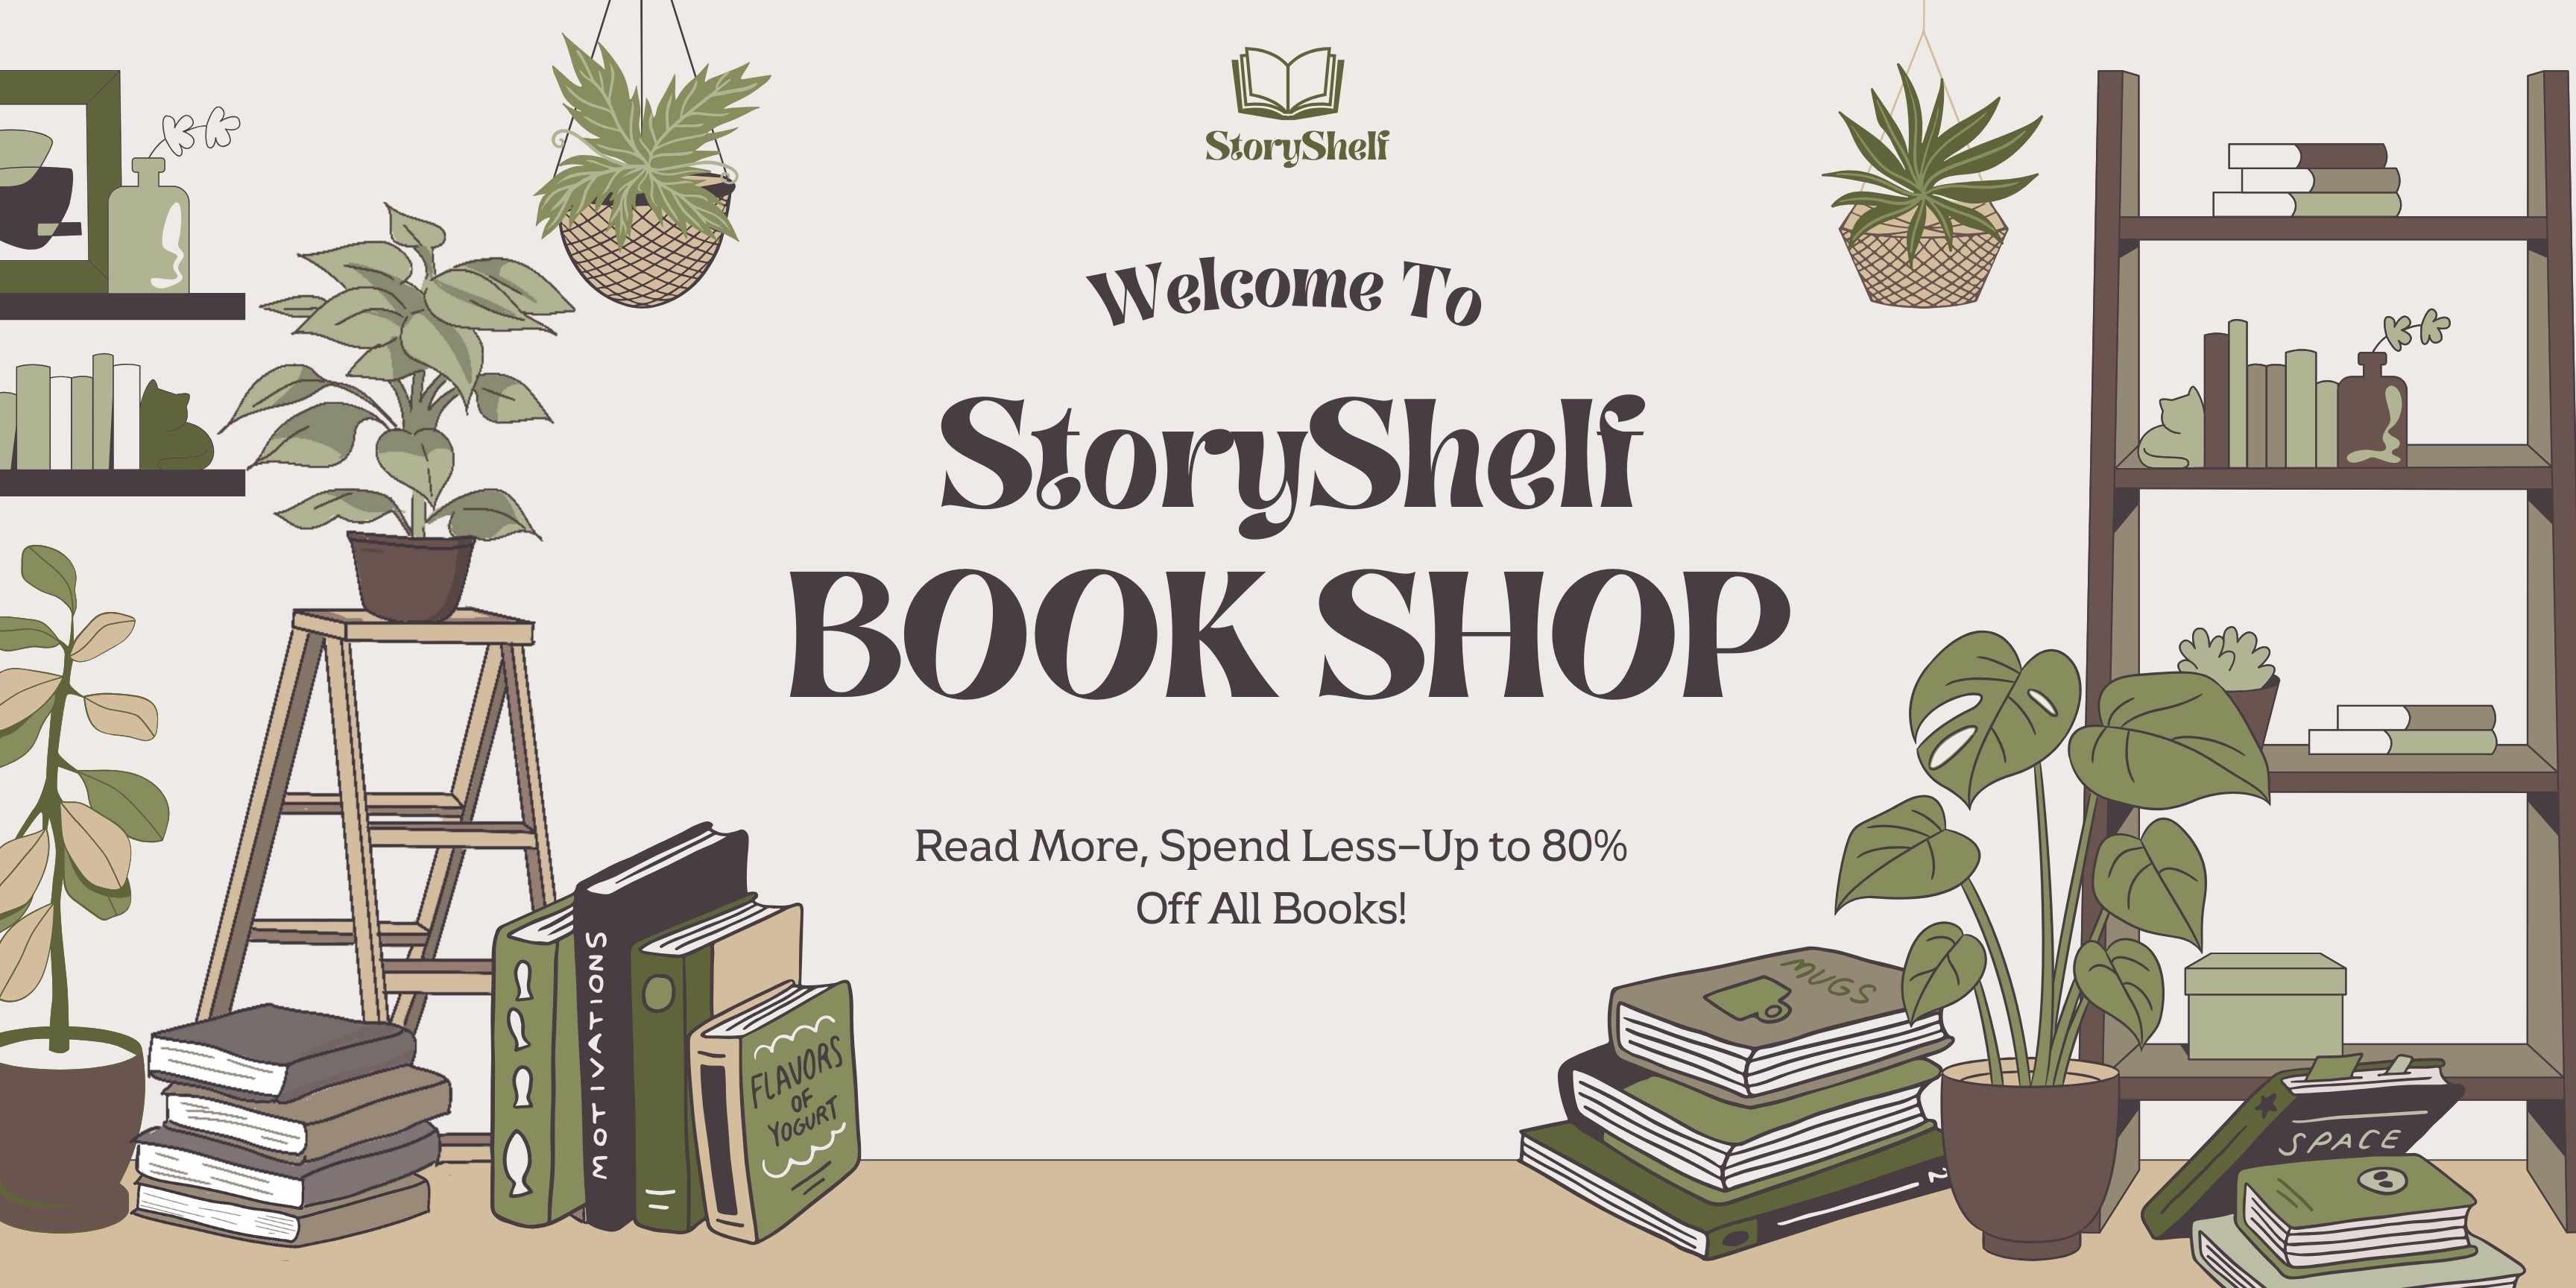 StoryShelf
Welcome To
StoryShelf
BOOK SHOP
Read More, Spend Less–Up to 80%
Off All Books!
MOTIVATIONS
FLAVORS
OF
YOGURT
MUGS
SPACE